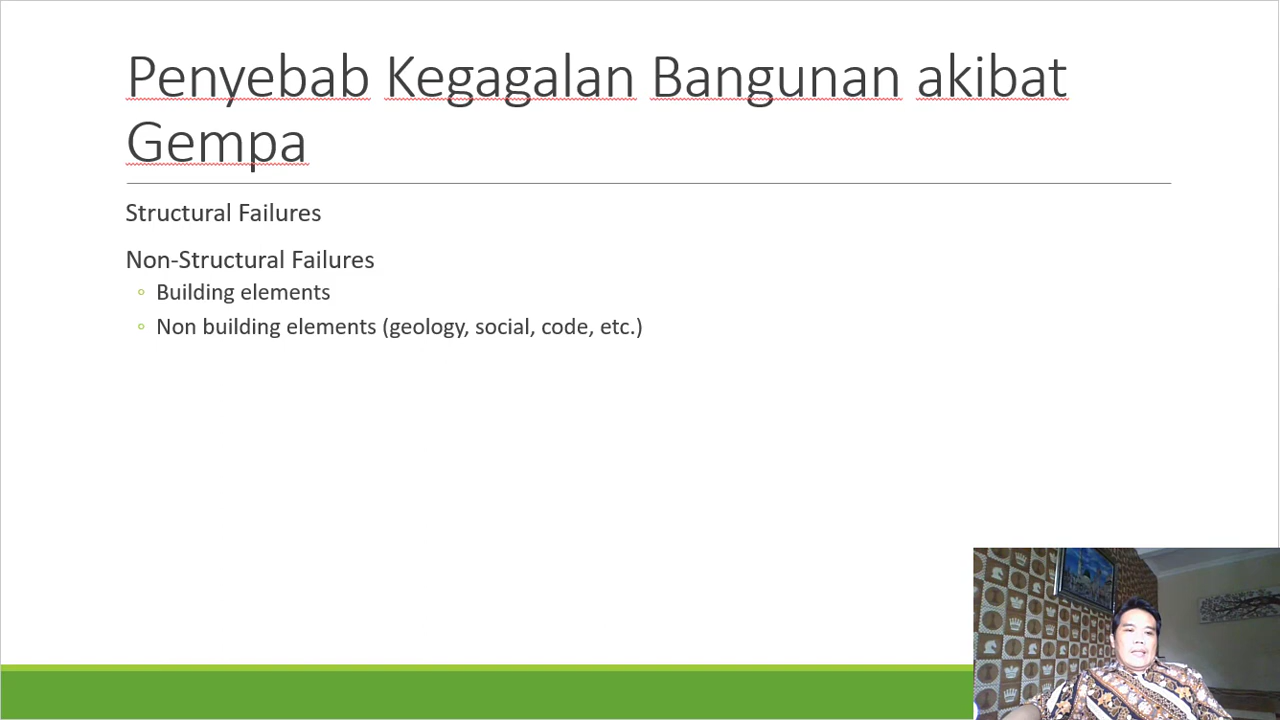 Penyebab Kegagalan Bangunan akibat
Gempa
Structural Failures
Non-Structural Failures
Building elements
Non building elements (geology, social, code, etc.)